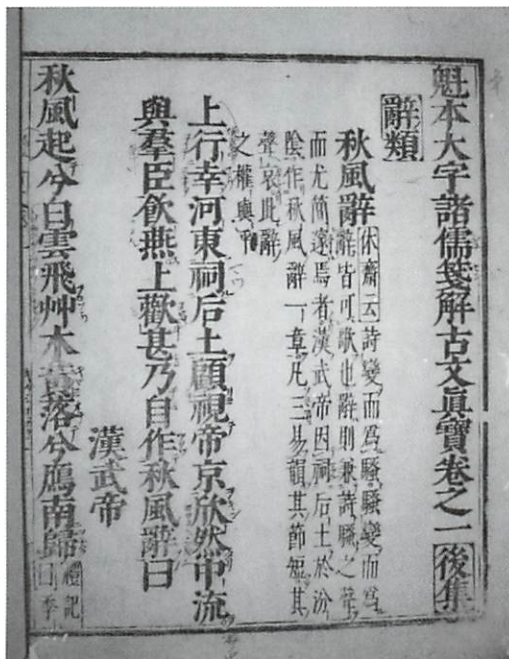 魁本大字諸儒箋解古文眞寶卷之一後集
辭類
秋風辭
休齋云詩變而爲騷騷變而爲
辭皆可歌也辭則兼詩騷之聲
而尤簡邃焉者漢武帝因祠后土於汾
陰作秋風辭一章凡三易韻其節短其
聲哀此辭
之權輿乎
上行幸河東祠后土顧視帝京欣然中流
與羣臣飮燕上歡甚乃自作秋風辭曰
漢武帝
秋風起兮白雲飛艸木黃落兮鴈南歸
禮記
曰季